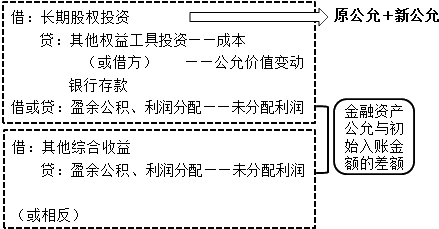 借：长期股权投资
原公允＋新公允
贷：其他权益工具投资——成本
（或借方）　——公允价值变动
银行存款
借或贷：盈余公积、利润分配——未分配利润
金融资产
公允与初
始入账金
额的差额
借：其他综合收益
贷：盈余公积、利润分配——未分配利润
（或相反）